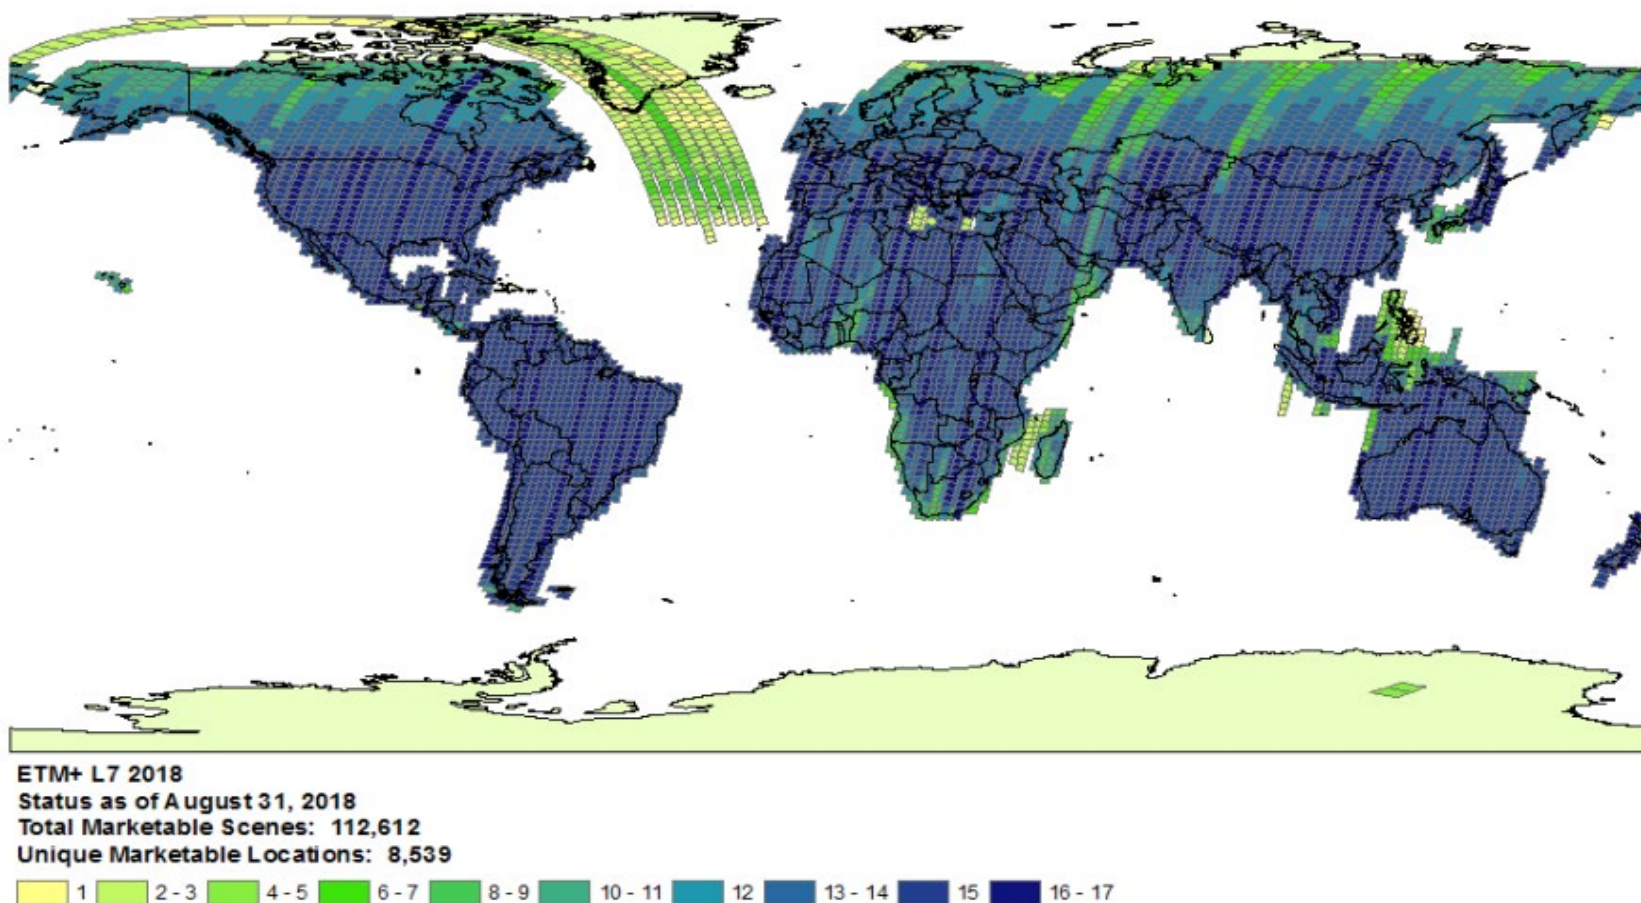 ETM+ L7 2018
Status as of August 31, 2018
Total Marketable Scenes: 112,612
Unique Marketable Locations: 8,539
1 2 - 3 4 - 5 6 - 7 8 - 9 10 - 11 12 13 - 14 15 16 - 17